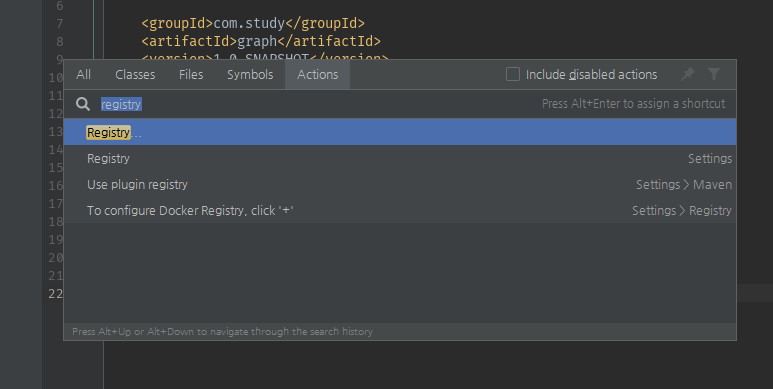 6
7 <groupId>com.study</groupId>
8 <artifactId>graph</artifactId>
9 <version>1.0-SNAPSHOT</version>
10 All Classes Files Symbols Actions Include disabled actions
11
12 registry Press Alt+Enter to assign a shortcut
13 Registry...
14
15 Registry Settings
16 Use plugin registry Settings > Maven
17
18 To configure Docker Registry, click '+' Settings > Registry
19
20
21
22
Press Alt+Up or Alt+Down to navigate through the search history